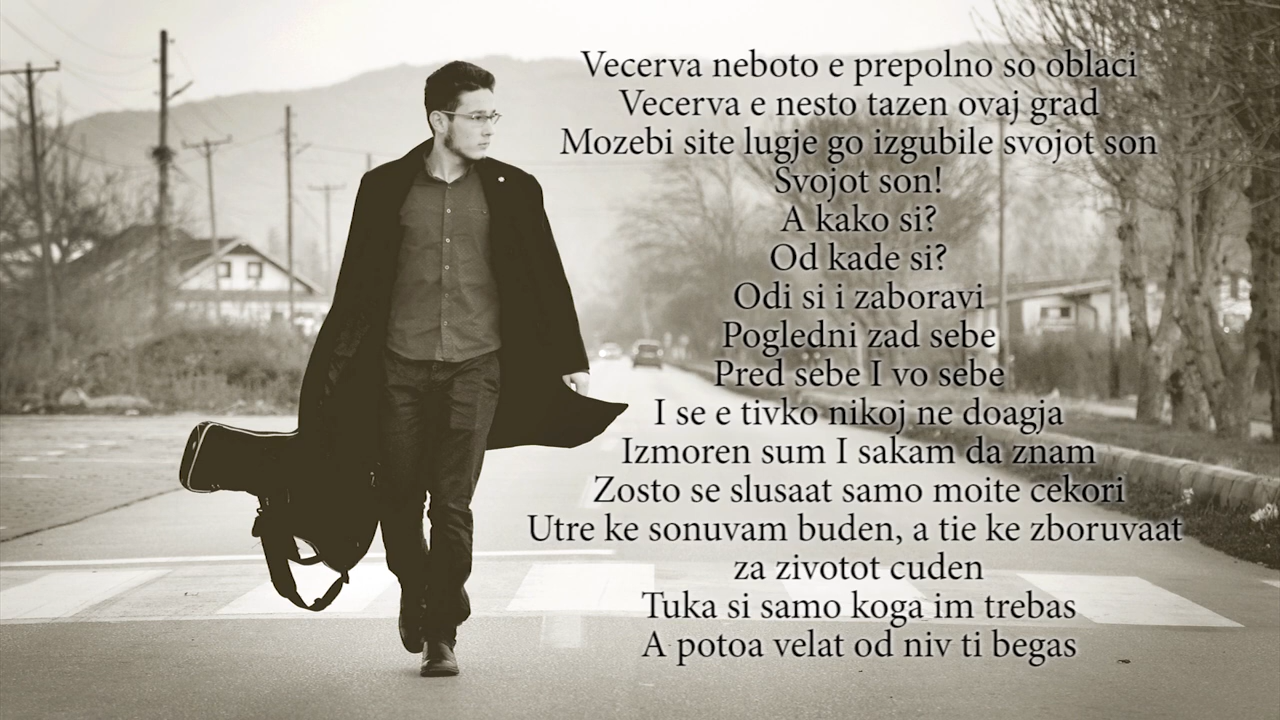 Vecerva neboto e prepolno so oblaci
Vecerva e nesto tazen ovaj grad
Mozebi site lugje go izgubile svojot son
Svojot son!
A kako si?
Od kade si?
Odi si i zaboravi
Pogledni zad sebe
Pred sebe I vo sebe
I se e tivko nikoj ne doagja
Izmoren sum I sakam da znam
Zosto se slusaat samo moite cekori
Utre ke sonuvam buden, a tie ke zboruvaat
za zivotot cuden
Tuka si samo koga im trebas
A potoa velat od niv ti begas